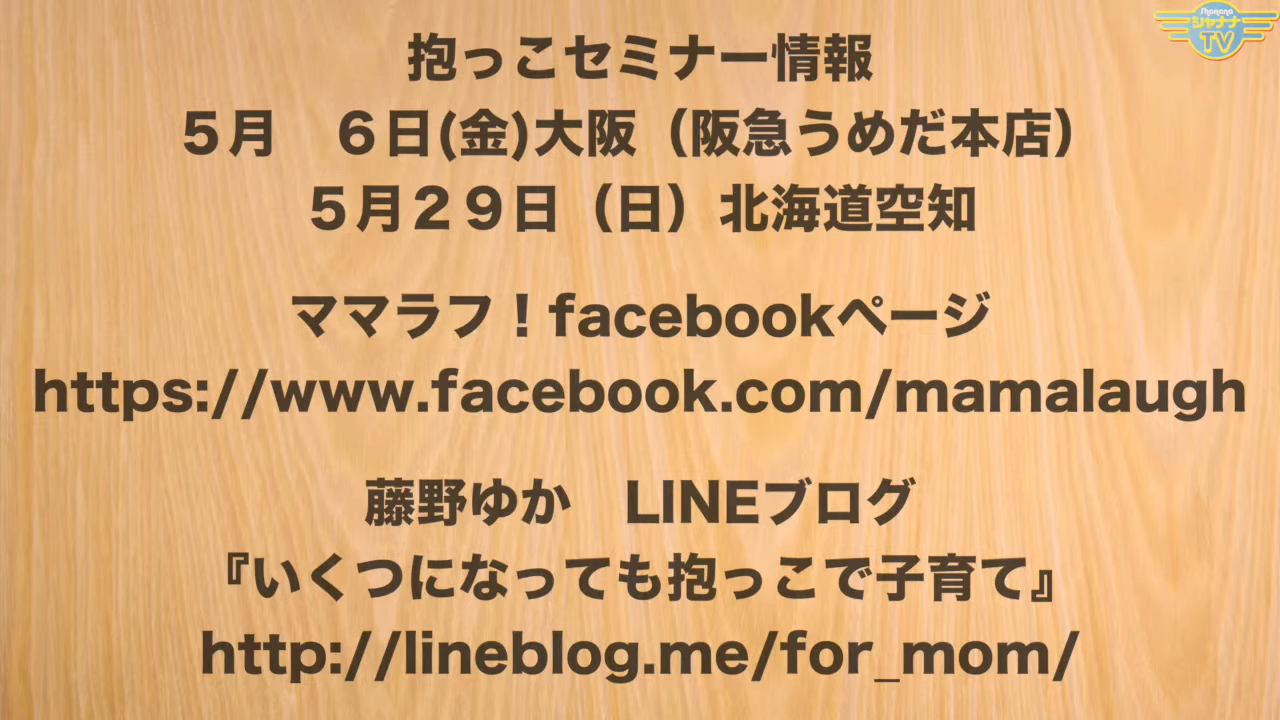 Shanana
シャナナ
TV
抱っこセミナー情報
５月　６日(金)大阪（阪急うめだ本店）
５月２９日（日）北海道空知
ママラフ！facebookページ
https://www.facebook.com/mamalaugh
藤野ゆか　LINEブログ
『いくつになっても抱っこで子育て』
http://lineblog.me/for_mom/